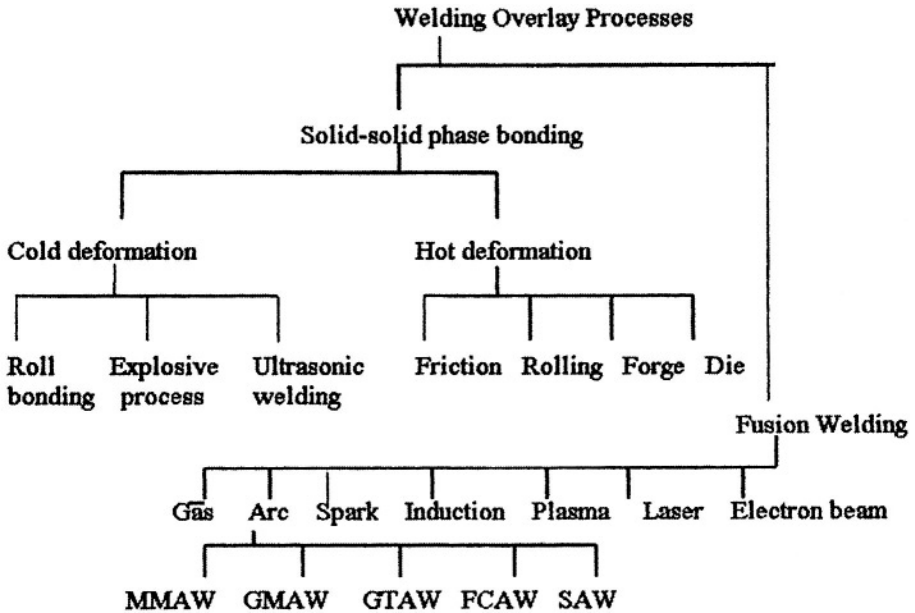 Welding Overlay Processes
Solid-solid phase bonding
Cold deformation Hot deformation
Roll Explosive Ultrasonic Friction Rolling Forge Die
bonding process welding
Fusion Welding
Gas Arc Spark Induction Plasma Laser Electron beam
MMAW GMAW GTAW FCAW SAW